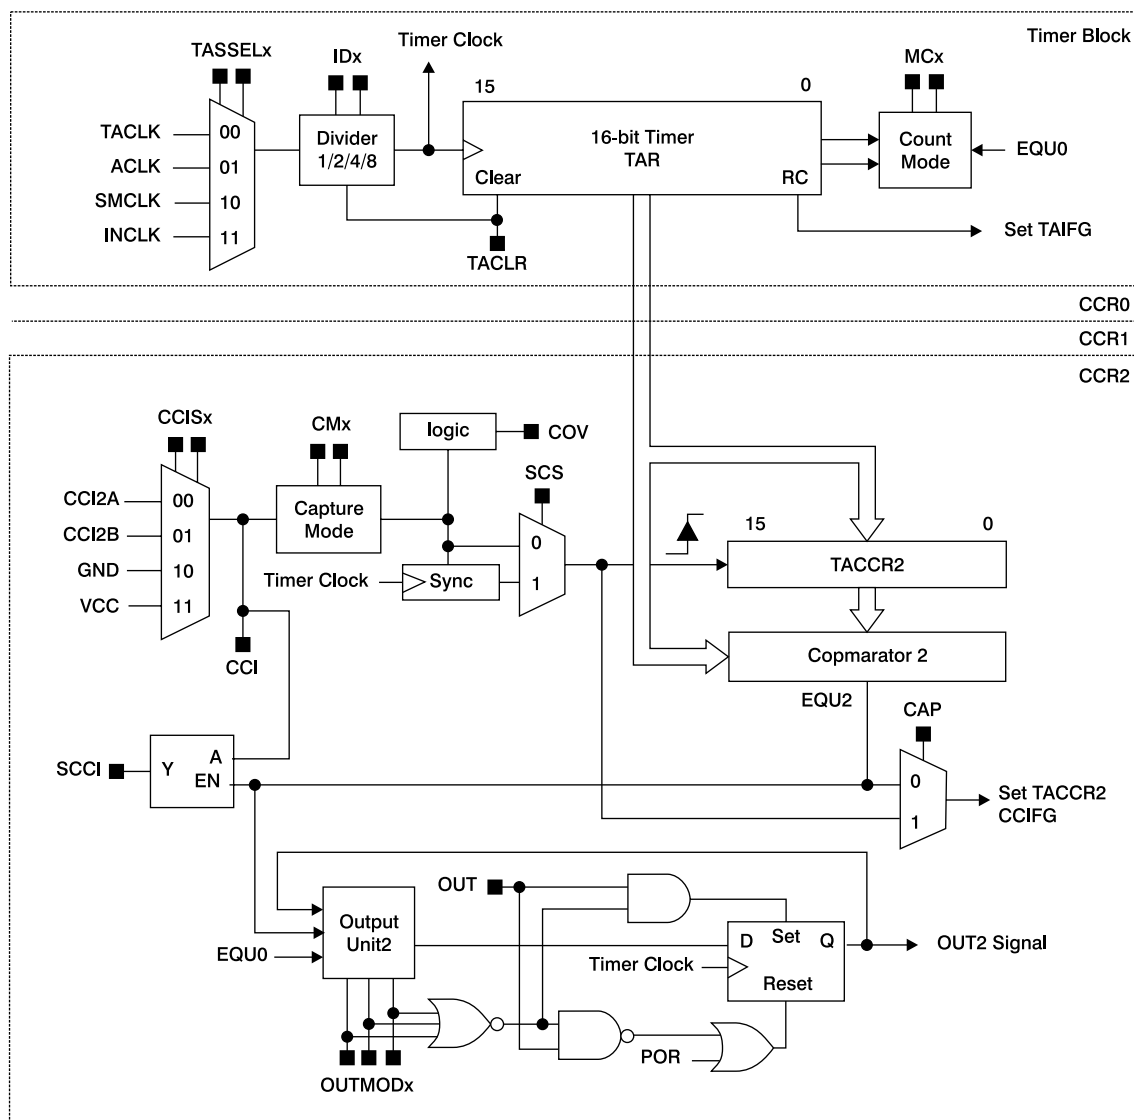 Timer Block
TASSELx
IDx
Timer Clock
15
0
MCx
TACLK
00
ACLK
01
SMCLK
10
INCLK
11
Divider
1/2/4/8
16-bit Timer
TAR
Clear
RC
Count
Mode
EQU0
Set TAIFG
TACLR
CCR0
CCR1
CCR2
CCISx
CMx
logic
COV
SCS
CCI2A
00
CCI2B
01
GND
10
VCC
11
Capture
Mode
0
1
Timer Clock
Sync
15
0
TACCR2
CCI
Copmarator 2
EQU2
CAP
SCCI
Y
A
EN
0
1
Set TACCR2
CCIFG
OUT
Output
Unit2
EQU0
D
Set
Q
Timer Clock
Reset
OUT2 Signal
POR
OUTMODx